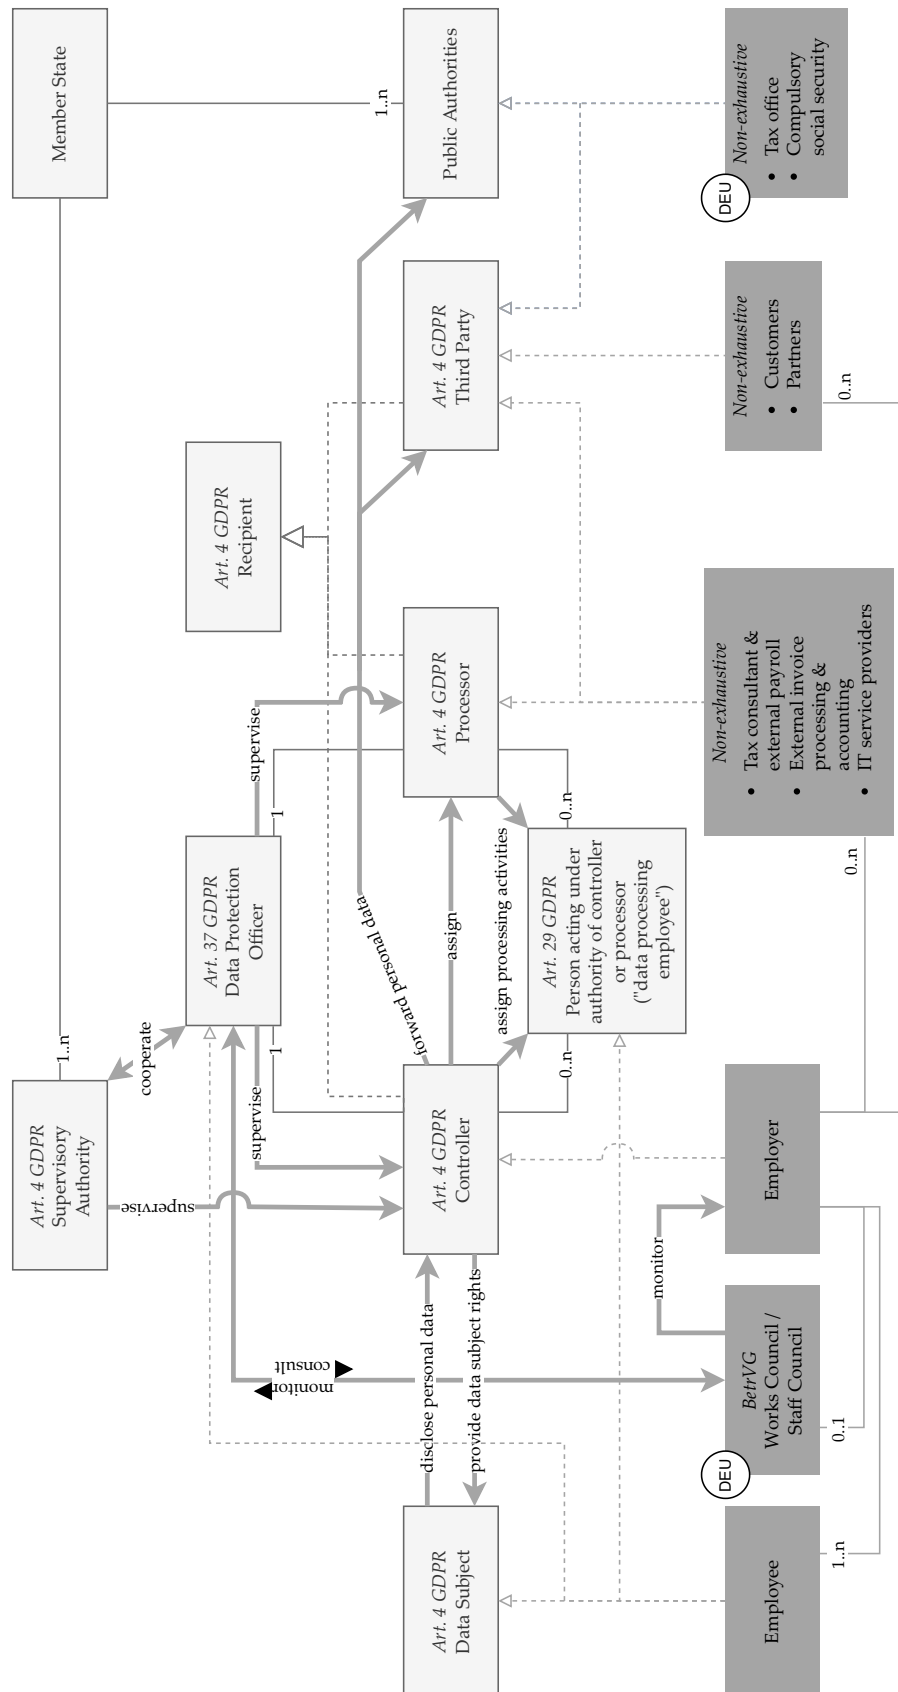 Member State
1..n
1..n
Public Authorities
Art. 4 GDPR
Supervisory
Authority
cooperate
supervise
Art. 37 GDPR
Data Protection
Officer
supervise
supervise
1
1
Art. 4 GDPR
Recipient
monitor
consult
Art. 4 GDPR
Data Subject
disclose personal data
provide data subject rights
Art. 4 GDPR
Controller
forward personal data
assign
assign processing activities
Art. 4 GDPR
Processor
Art. 4 GDPR
Third Party
0..n
0..n
Art. 29 GDPR
Person acting under
authority of controller
or processor
("data processing
employee")
monitor
Employee
1..n
DEU
BetrVG
Works Council /
Staff Council
0..1
Employer
Non-exhaustive
• Tax consultant &
external payroll
• External invoice
processing &
accounting
• IT service providers
0..n
Non-exhaustive
• Customers
• Partners
0..n
DEU
Non-exhaustive
• Tax office
• Compulsory
social security